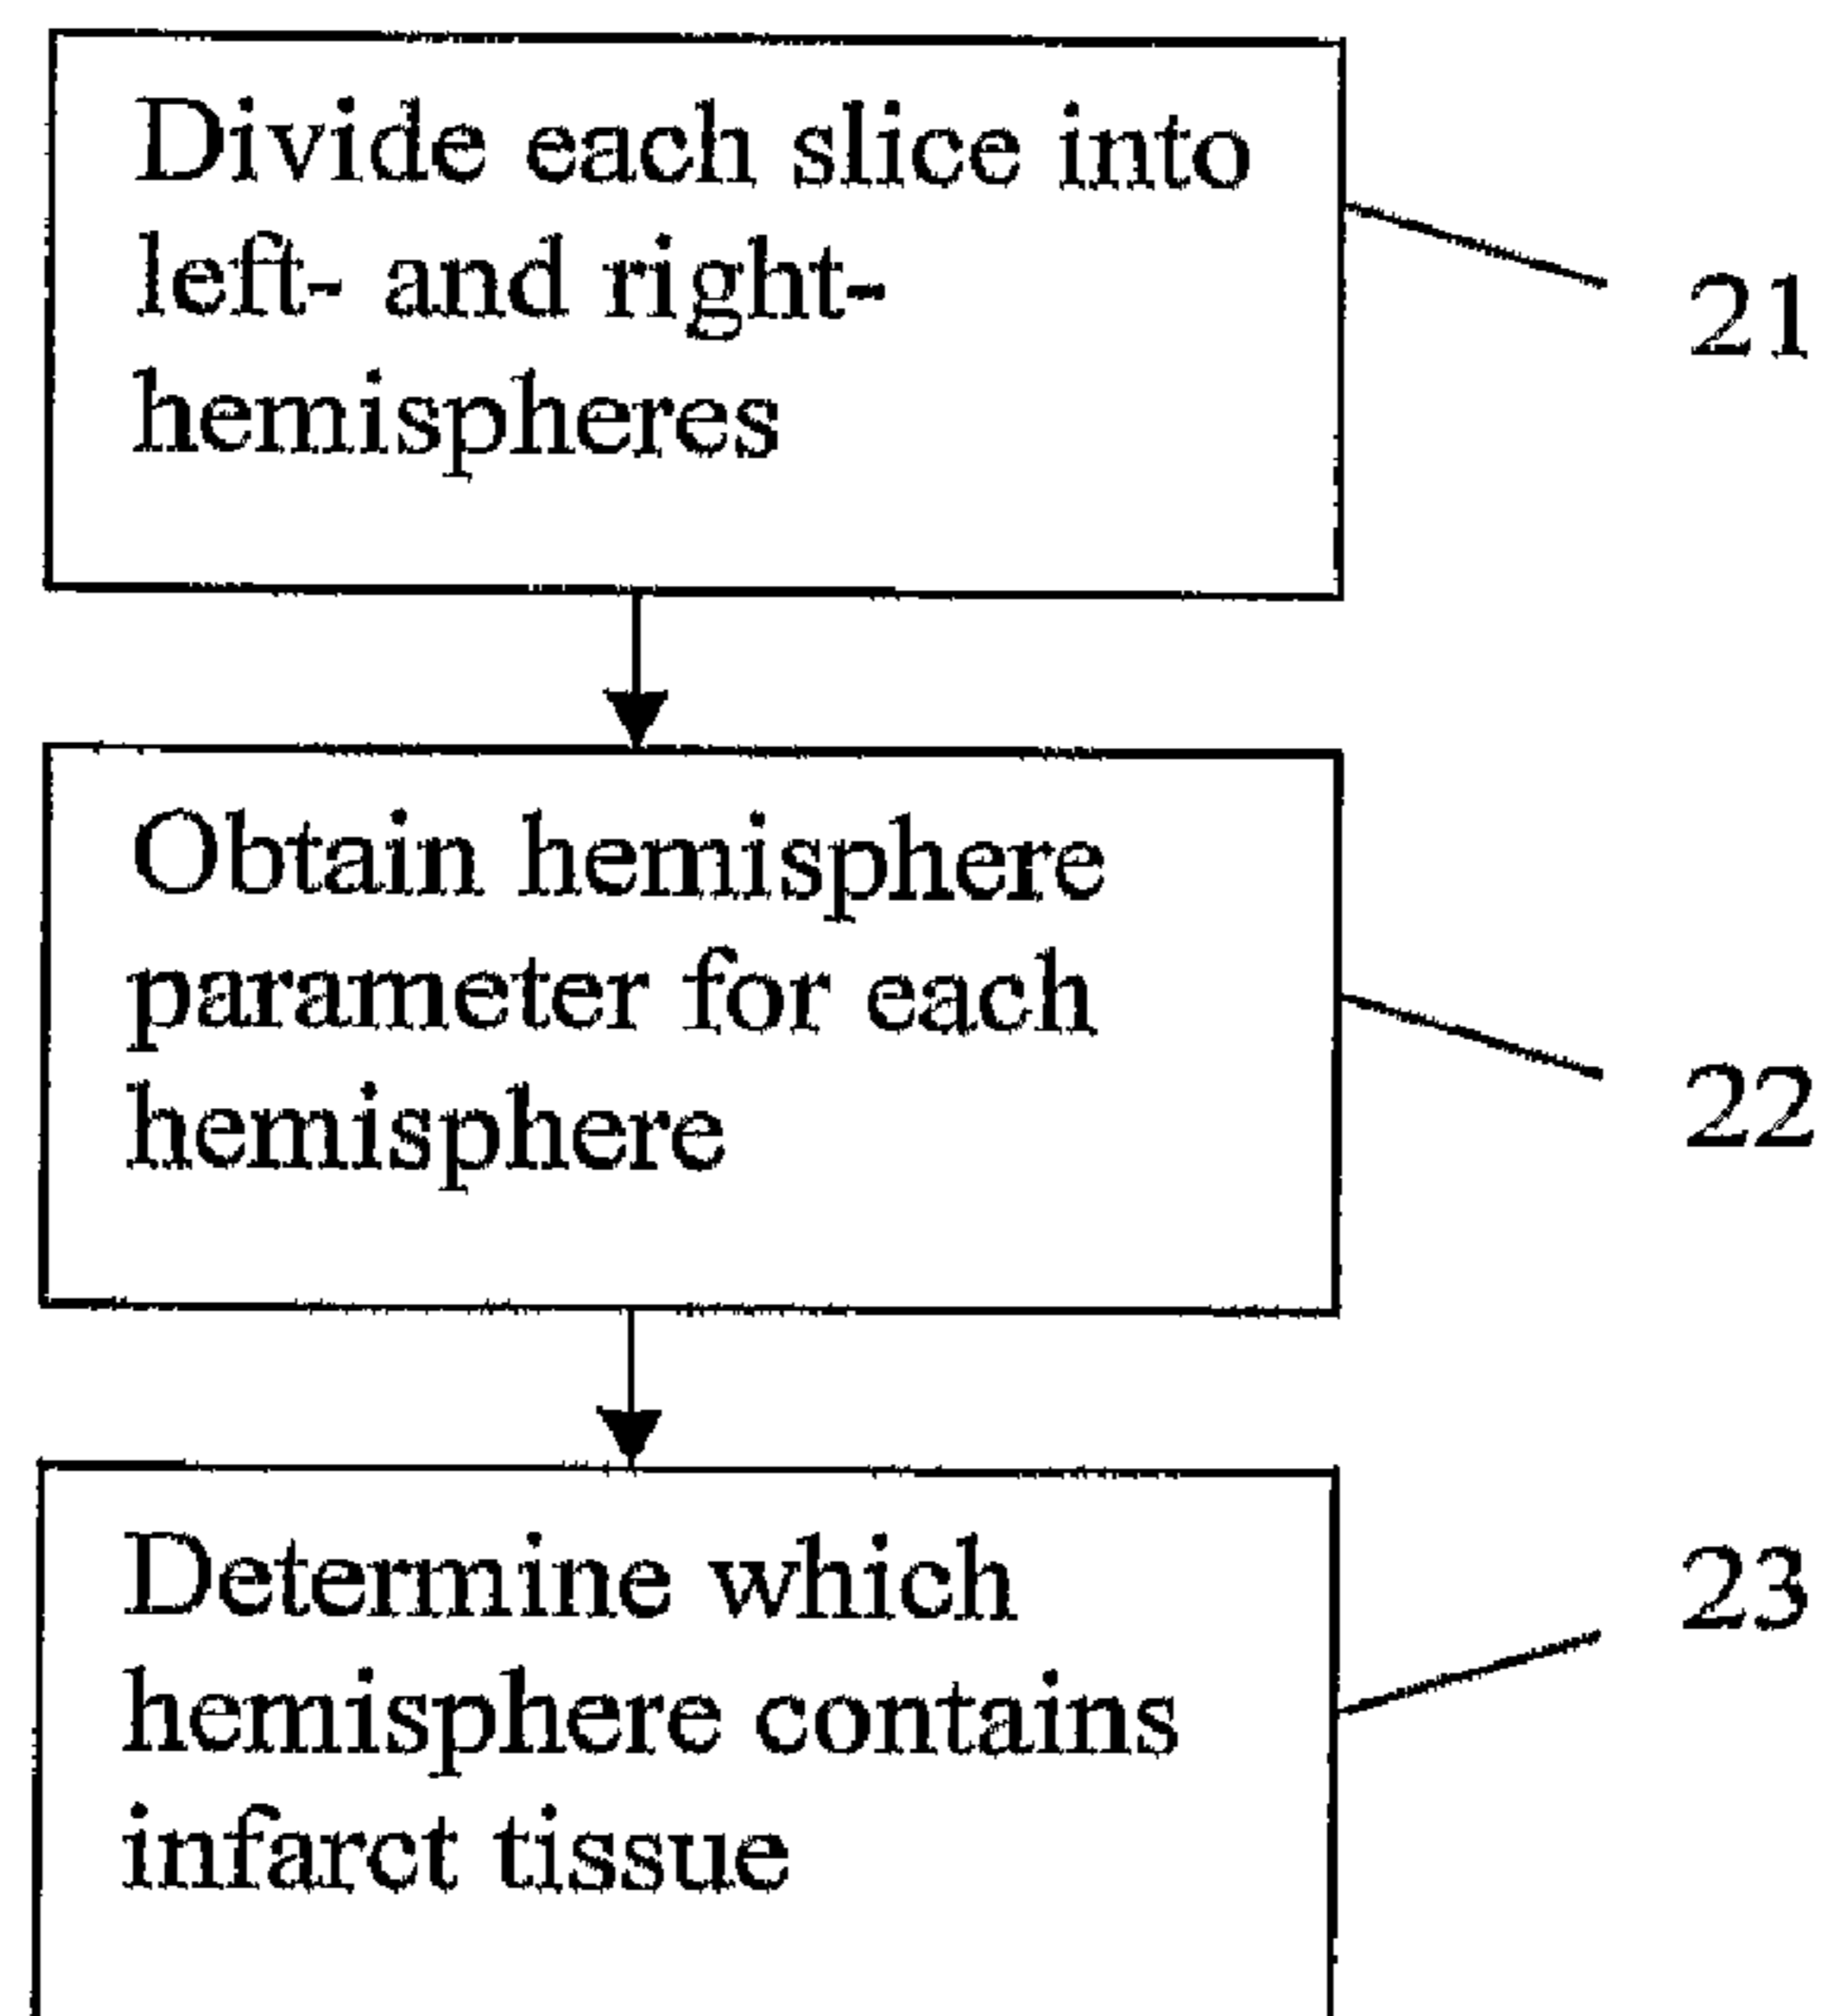 Divide each slice into
left- and right-
hemispheres
21
Obtain hemisphere
parameter for each
hemisphere
22
Determine which
hemisphere contains
infarct tissue
23